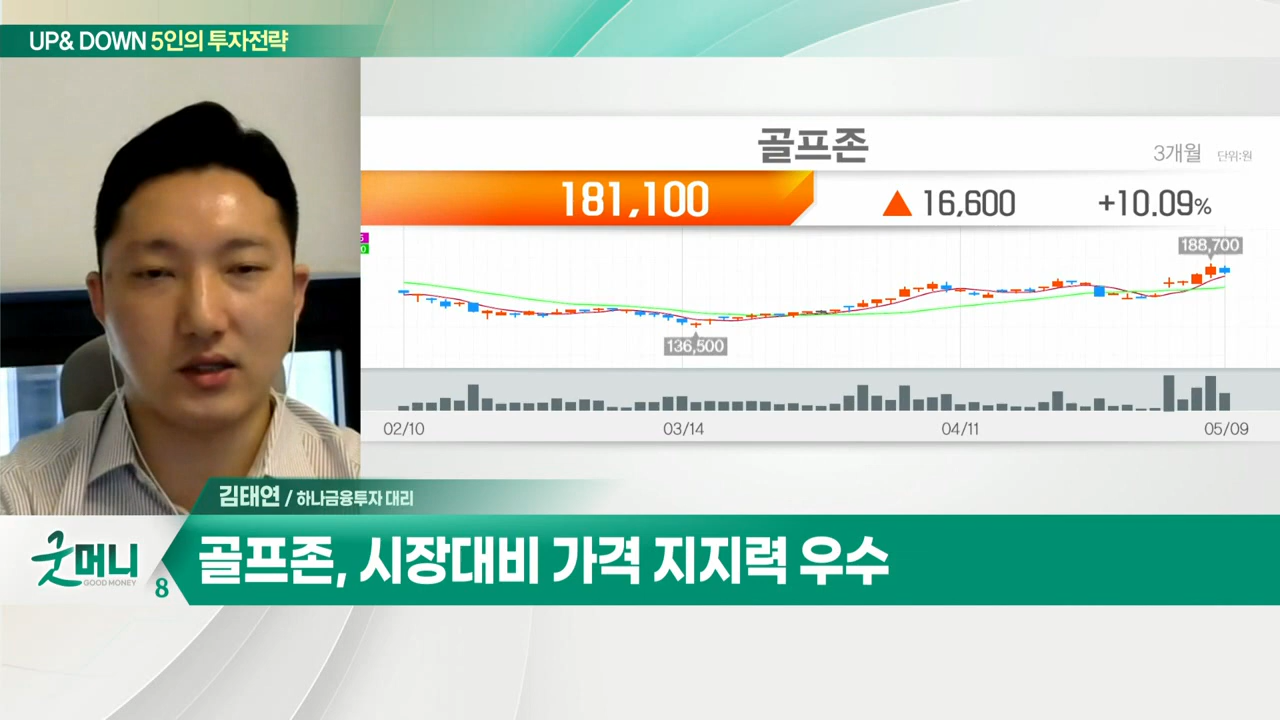 UP& DOWN 5인의 투자전략
골프존
3개월 단위:원
181,100 ▲ 16,600 +10.09%
188,700
136,500
02/10 03/14 04/11 05/09
김태연 / 하나금융투자 대리
굿머니
GOOD MONEY
8
골프존, 시장대비 가격 지지력 우수